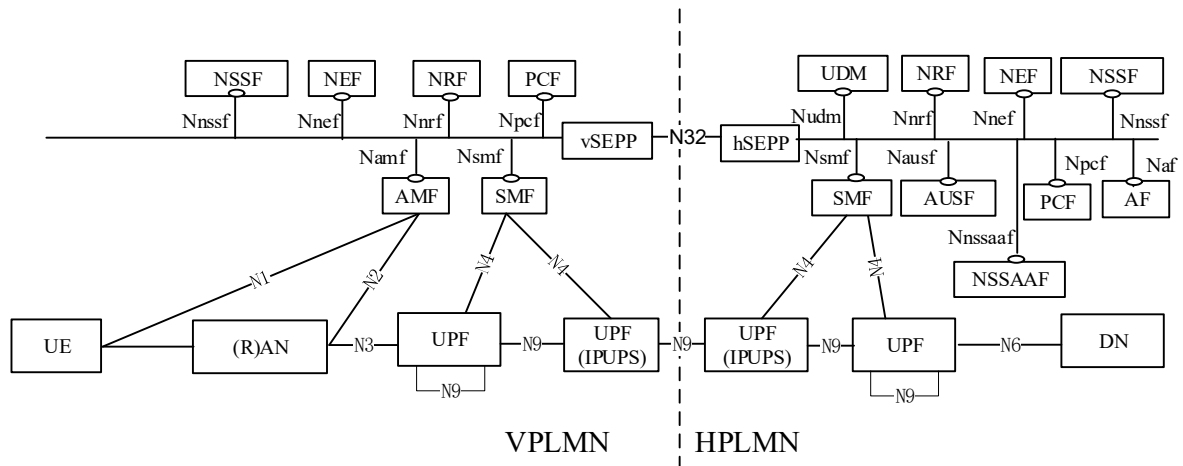 NSSF
NEF
NRF
PCF
UDM
NRF
NEF
NSSF
Nnssf
Nnef
Nnrf
Npcf
Nudm
Nnrf
Nnef
Nnssf
vSEPP
N32
hSEPP
Namf
Nsmf
Nsmf
Nausf
Npcf
Naf
AMF
SMF
SMF
AUSF
PCF
AF
Nnssaaf
NSSAAF
N1
N2
N4
N4
N4
N4
UE
(R)AN
N3
UPF
N9
UPF
(IPUPS)
N9
UPF
(IPUPS)
N9
UPF
N6
DN
N9
N9
VPLMN
HPLMN